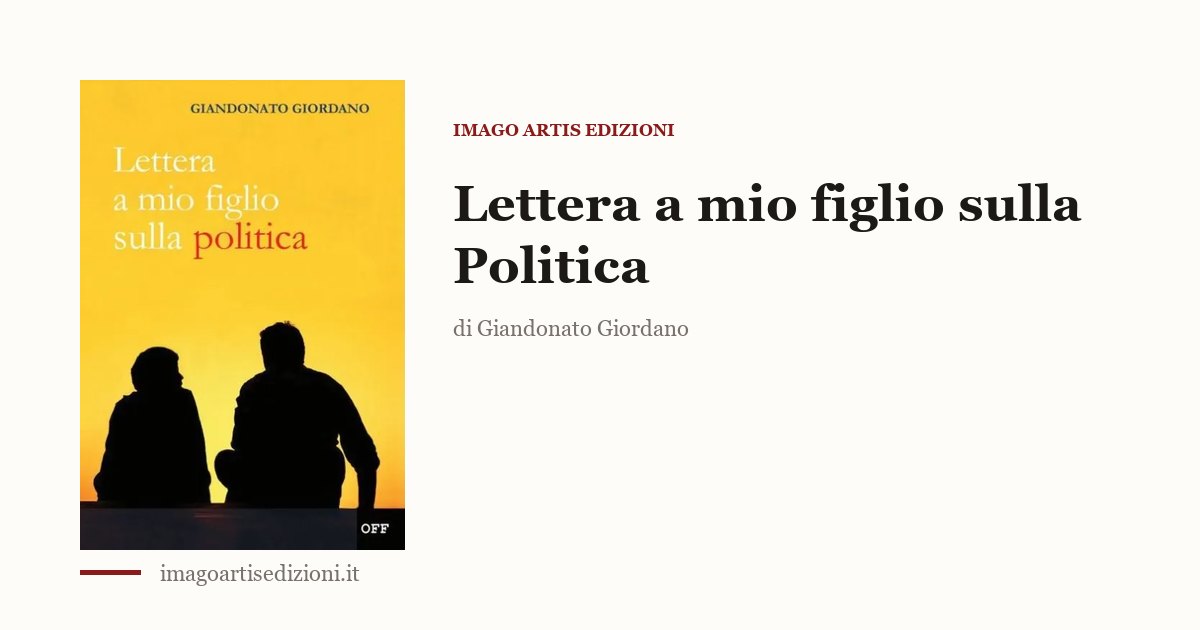 GIANDONATO GIORDANO
Lettera
a mio figlio
sulla politica
OFF
IMAGO ARTIS EDIZIONI
Lettera a mio figlio sulla
Politica
di Giandonato Giordano
imagoartisedizioni.it